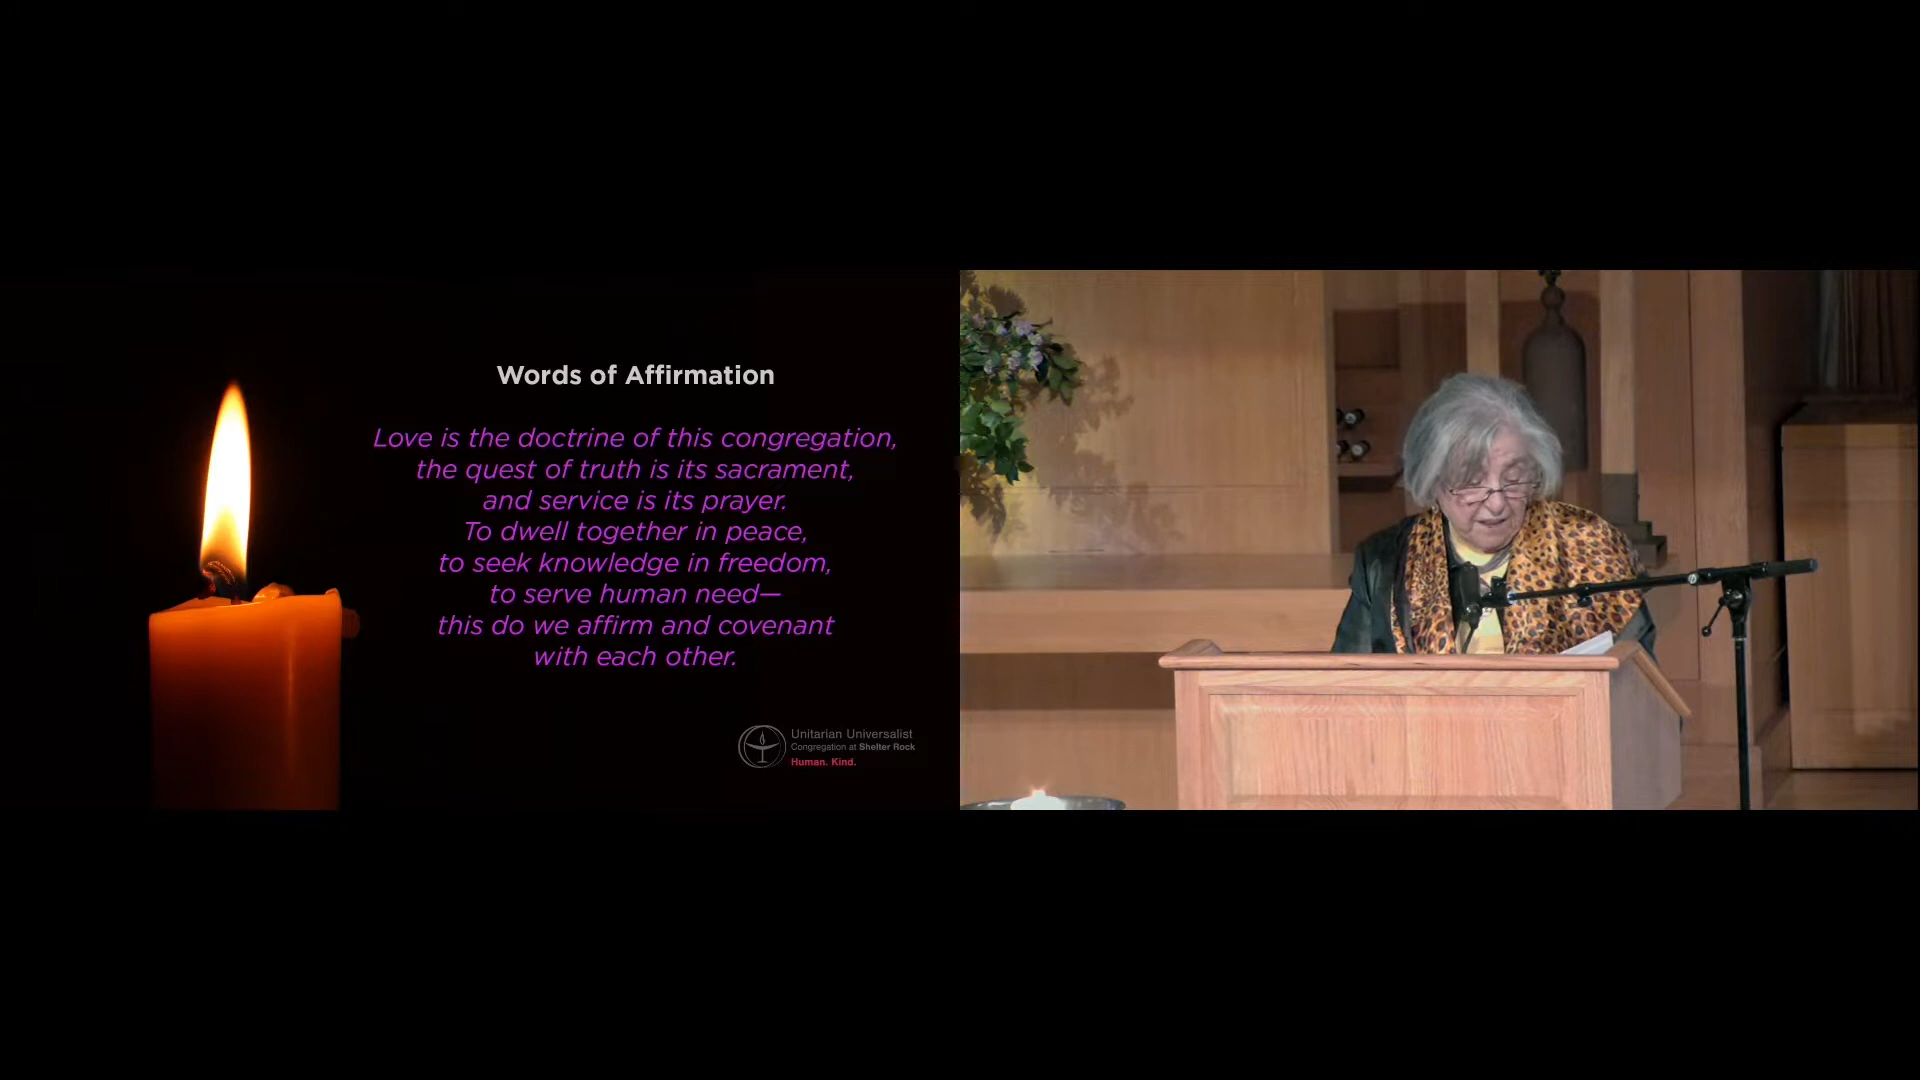 Words of Affirmation
Love is the doctrine of this congregation,
the quest of truth is its sacrament,
and service is its prayer.
To dwell together in peace,
to seek knowledge in freedom,
to serve human need—
this do we affirm and covenant
with each other.
Unitarian Universalist
Congregation at Shelter Rock
Human. Kind.